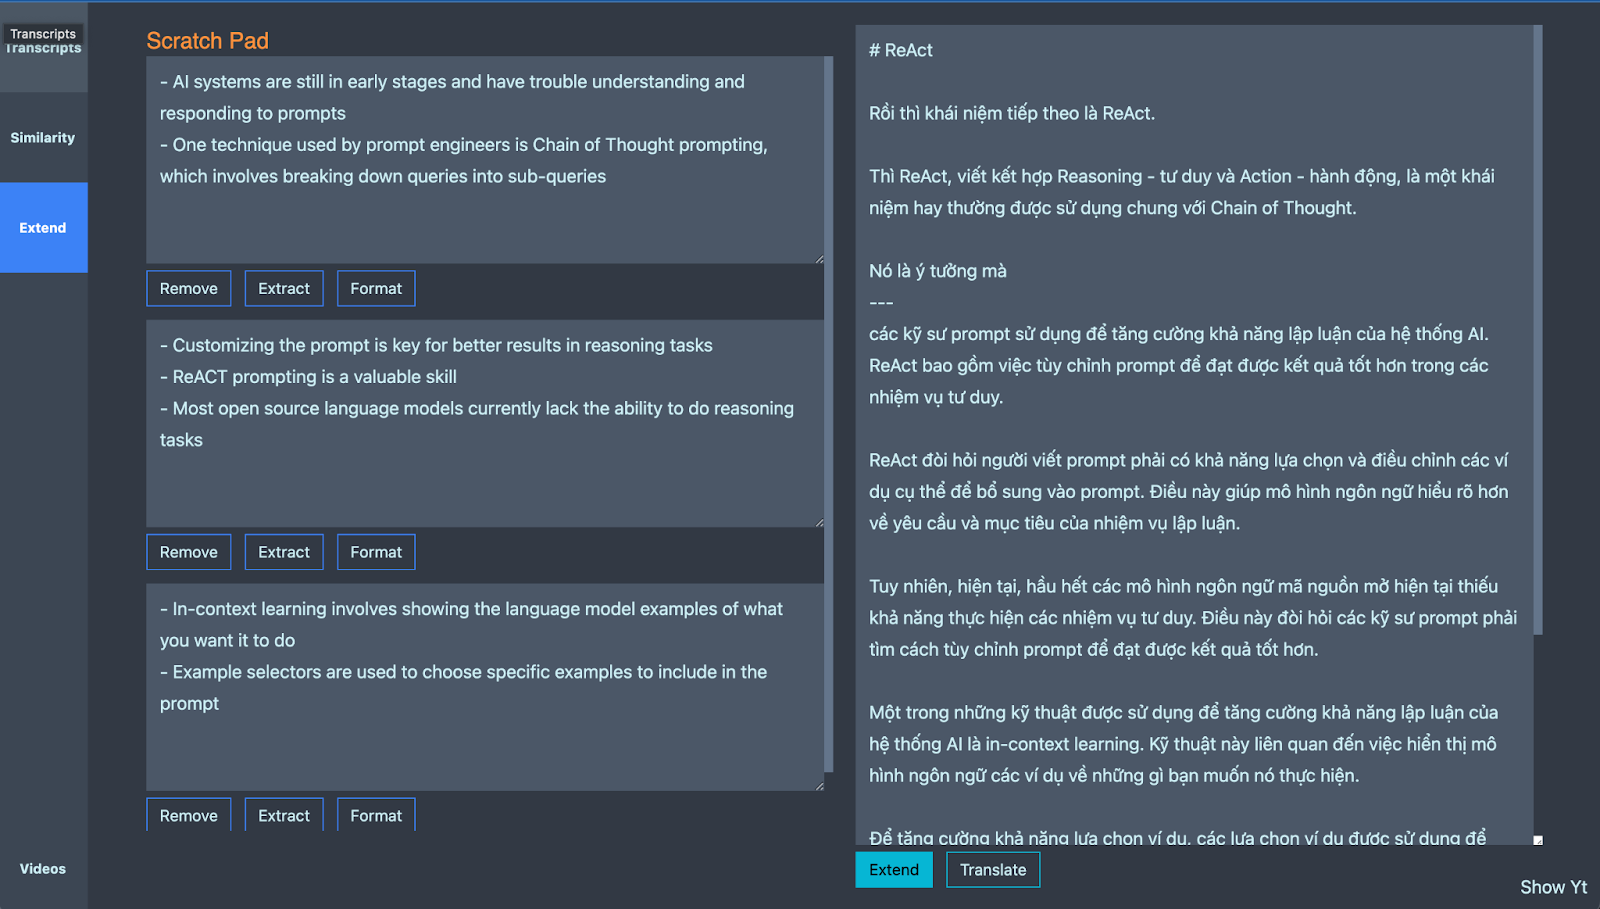 Transcripts
Transcripts
Similarity
Extend
Videos
Scratch Pad
- AI systems are still in early stages and have trouble understanding and
responding to prompts
- One technique used by prompt engineers is Chain of Thought prompting,
which involves breaking down queries into sub-queries
Remove Extract Format
- Customizing the prompt is key for better results in reasoning tasks
- ReACT prompting is a valuable skill
- Most open source language models currently lack the ability to do reasoning
tasks
Remove Extract Format
- In-context learning involves showing the language model examples of what
you want it to do
- Example selectors are used to choose specific examples to include in the
prompt
Remove Extract Format
# ReAct
Rồi thì khái niệm tiếp theo là ReAct.
Thì ReAct, viết kết hợp Reasoning - tư duy và Action - hành động, là một khái
niệm hay thường được sử dụng chung với Chain of Thought.
Nó là ý tưởng mà
---
các kỹ sư prompt sử dụng để tăng cường khả năng lập luận của hệ thống AI.
ReAct bao gồm việc tùy chỉnh prompt để đạt được kết quả tốt hơn trong các
nhiệm vụ tư duy.
ReAct đòi hỏi người viết prompt phải có khả năng lựa chọn và điều chỉnh các ví
dụ cụ thể để bổ sung vào prompt. Điều này giúp mô hình ngôn ngữ hiểu rõ hơn
về yêu cầu và mục tiêu của nhiệm vụ lập luận.
Tuy nhiên, hiện tại, hầu hết các mô hình ngôn ngữ mã nguồn mở hiện tại thiếu
khả năng thực hiện các nhiệm vụ tư duy. Điều này đòi hỏi các kỹ sư prompt phải
tìm cách tùy chỉnh prompt để đạt được kết quả tốt hơn.
Một trong những kỹ thuật được sử dụng để tăng cường khả năng lập luận của
hệ thống AI là in-context learning. Kỹ thuật này liên quan đến việc hiển thị mô
hình ngôn ngữ các ví dụ về những gì bạn muốn nó thực hiện.
Để tăng cường khả năng lựa chọn ví dụ, các lựa chọn ví dụ được sử dụng để
Extend Translate
Show Yt